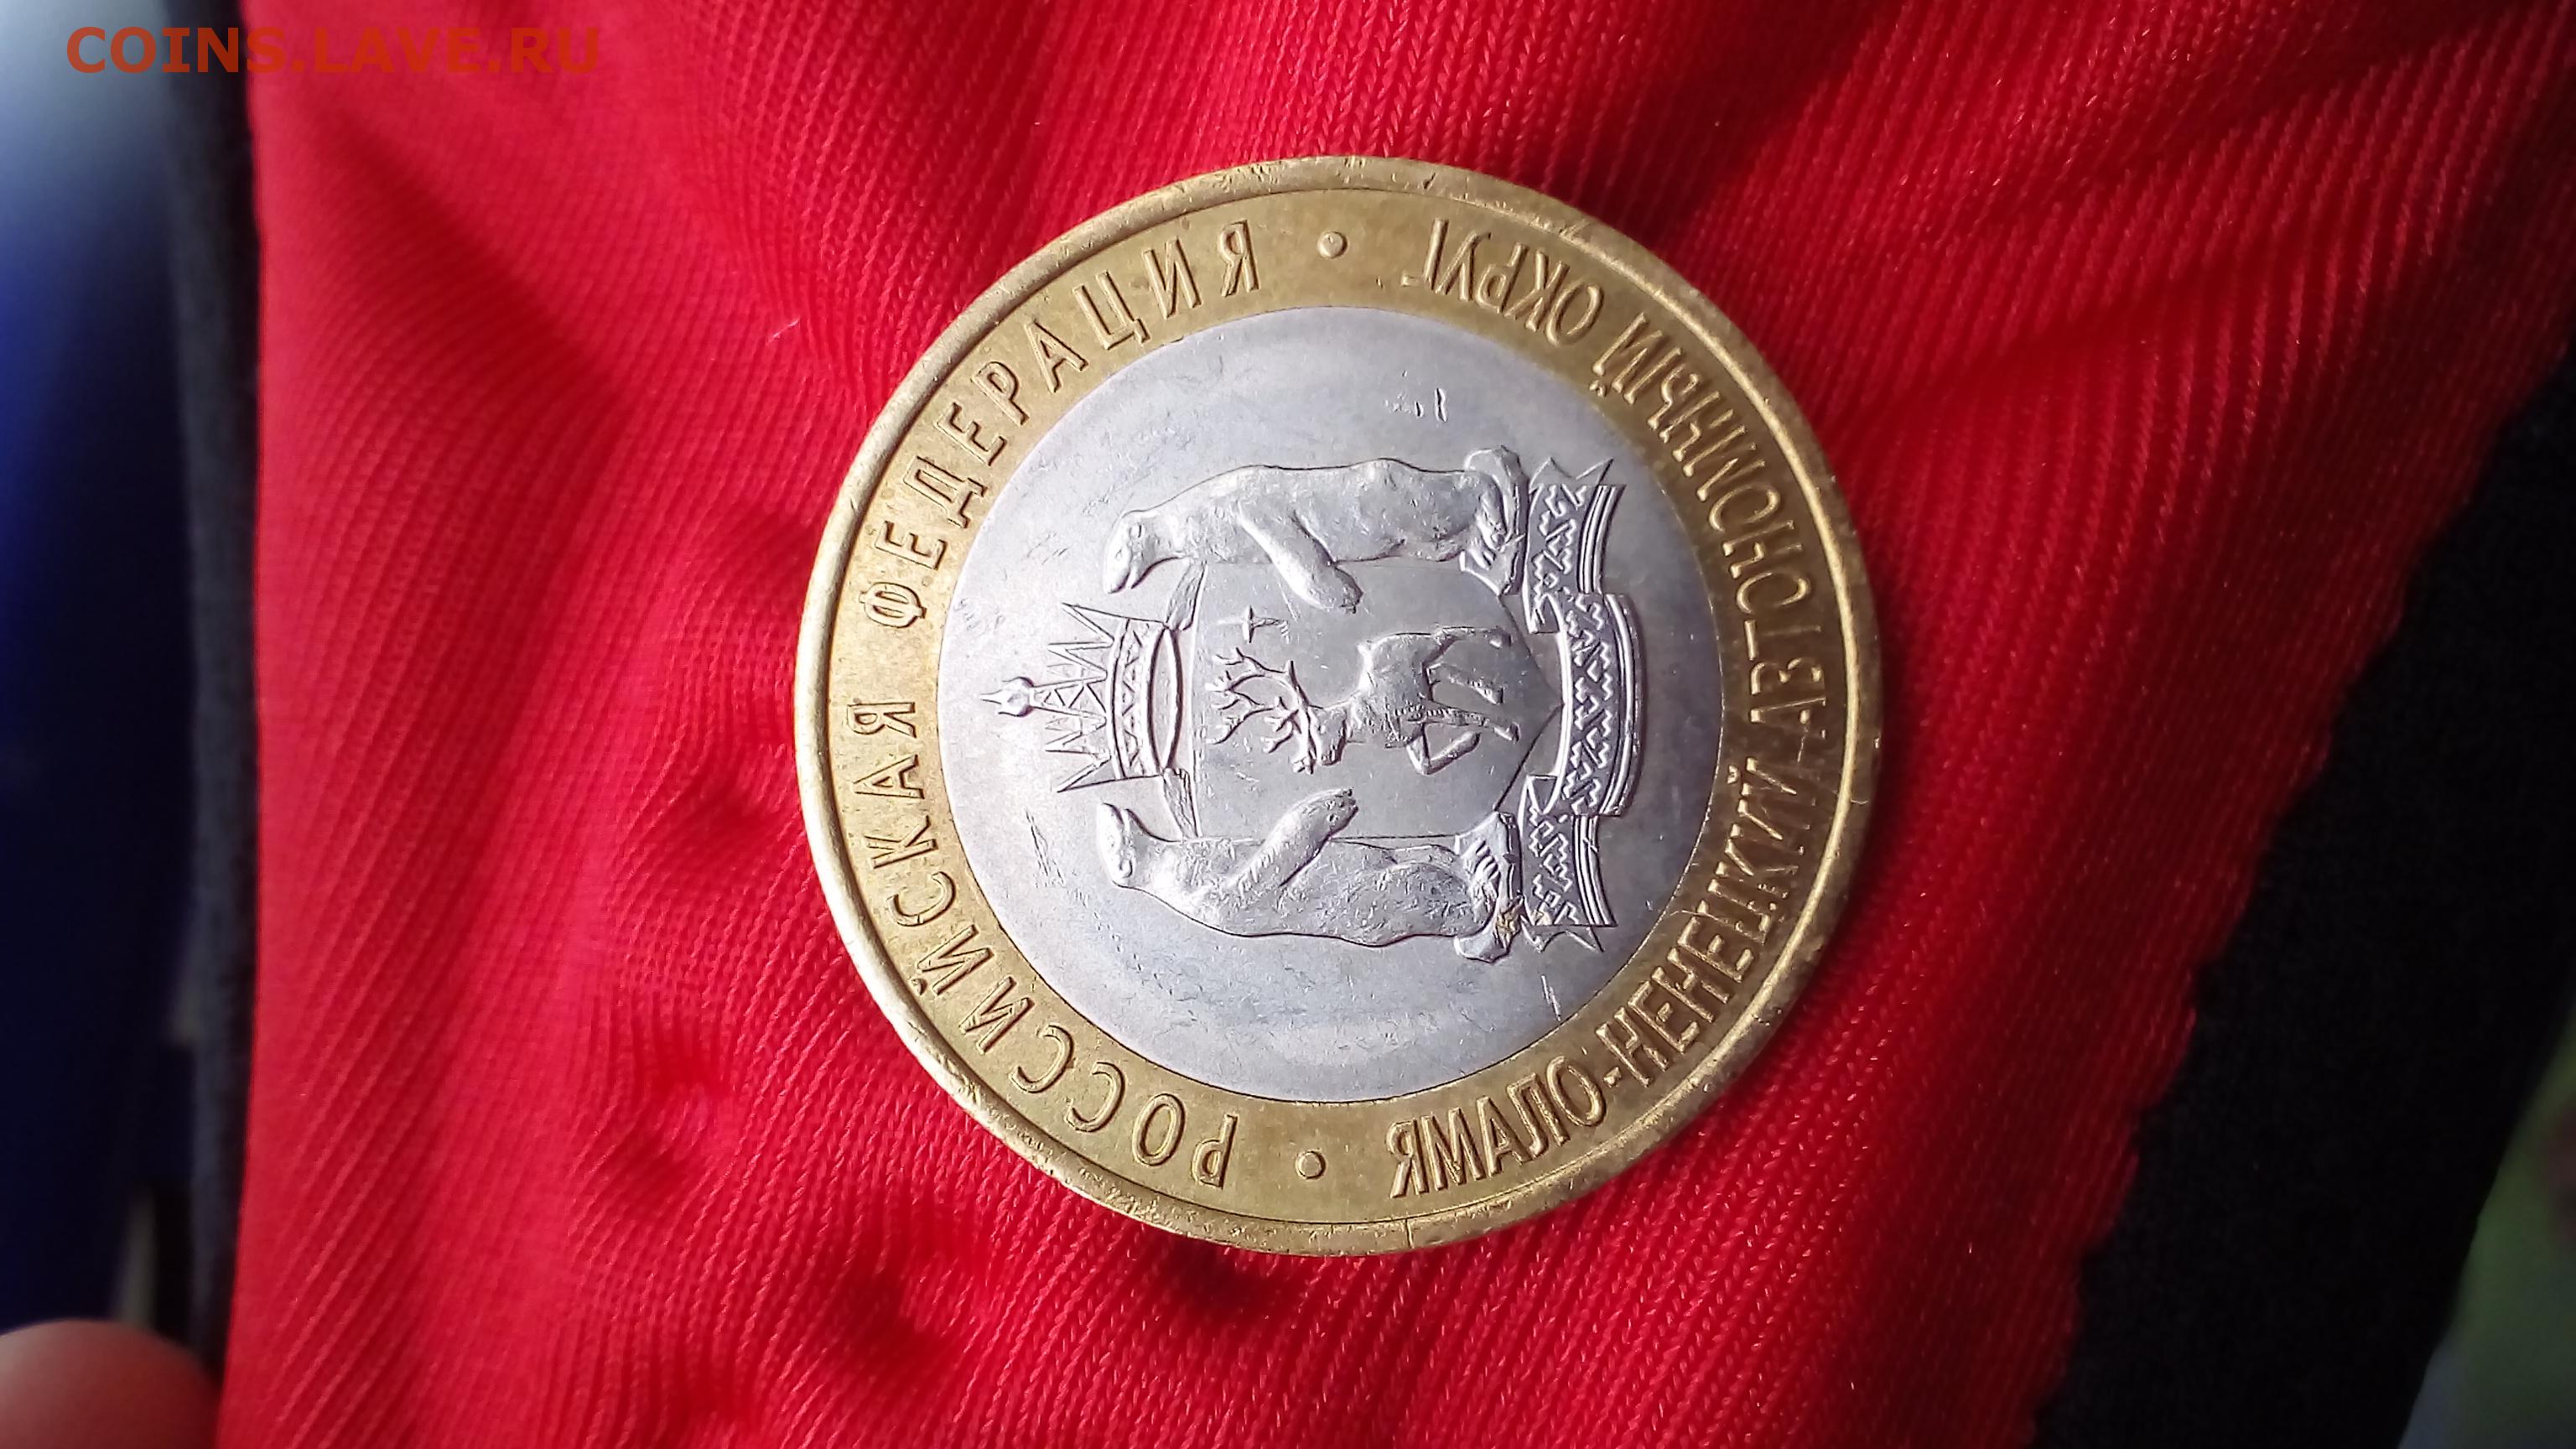 COINS.LAVE.RU
РОССИЙСКАЯ ФЕДЕРАЦИЯ
ЯМАЛО-НЕНЕЦКИЙ АВТОНОМНЫЙ ОКРУГ